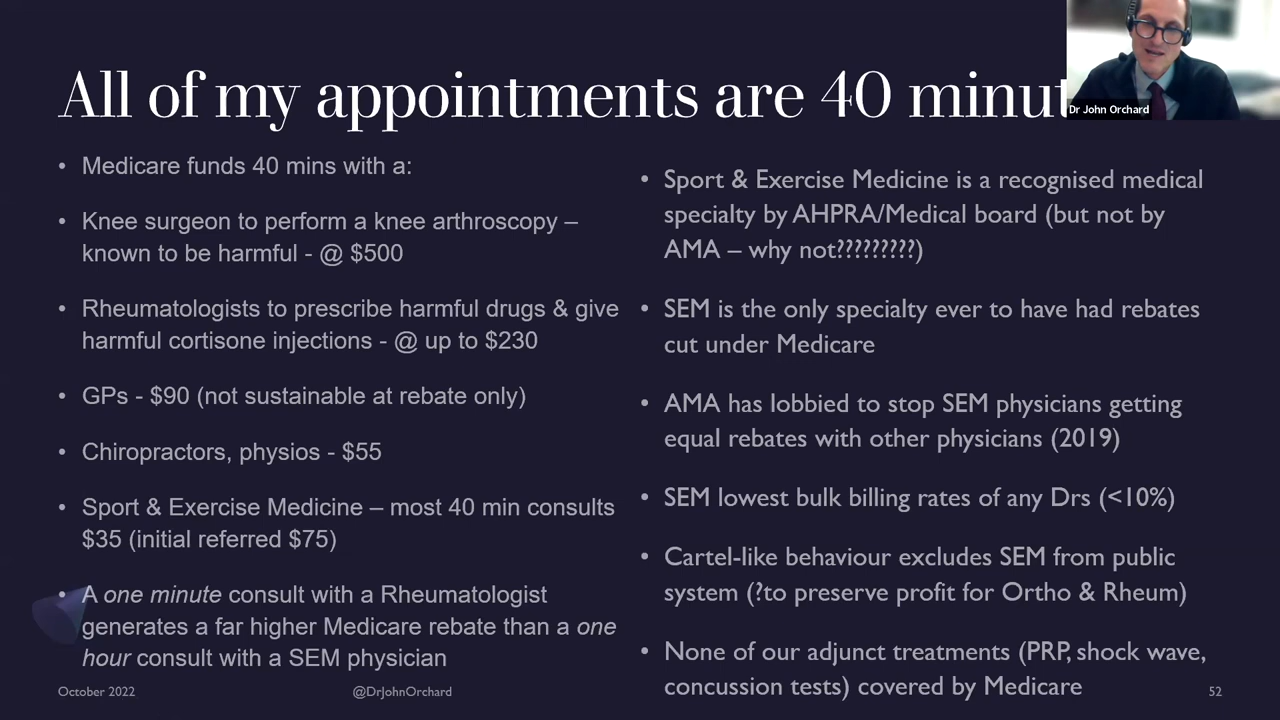 All of my appointments are 40 minut
Dr John Orchard
• Medicare funds 40 mins with a:
• Knee surgeon to perform a knee arthroscopy –
known to be harmful - @ $500
• Rheumatologists to prescribe harmful drugs & give
harmful cortisone injections - @ up to $230
• GPs - $90 (not sustainable at rebate only)
• Chiropractors, physios - $55
• Sport & Exercise Medicine – most 40 min consults
$35 (initial referred $75)
• A one minute consult with a Rheumatologist
generates a far higher Medicare rebate than a one
hour consult with a SEM physician
• Sport & Exercise Medicine is a recognised medical
specialty by AHPRA/Medical board (but not by
AMA – why not?????????)
• SEM is the only specialty ever to have had rebates
cut under Medicare
• AMA has lobbied to stop SEM physicians getting
equal rebates with other physicians (2019)
• SEM lowest bulk billing rates of any Drs (<10%)
• Cartel-like behaviour excludes SEM from public
system (?to preserve profit for Ortho & Rheum)
• None of our adjunct treatments (PRP, shock wave,
concussion tests) covered by Medicare
October 2022
@DrJohnOrchard
52